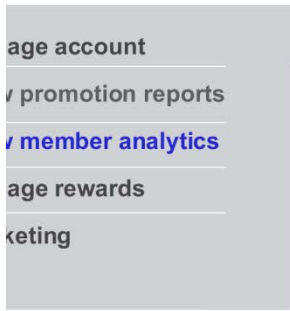 age account
promotion reports
member analytics
age rewards
keting